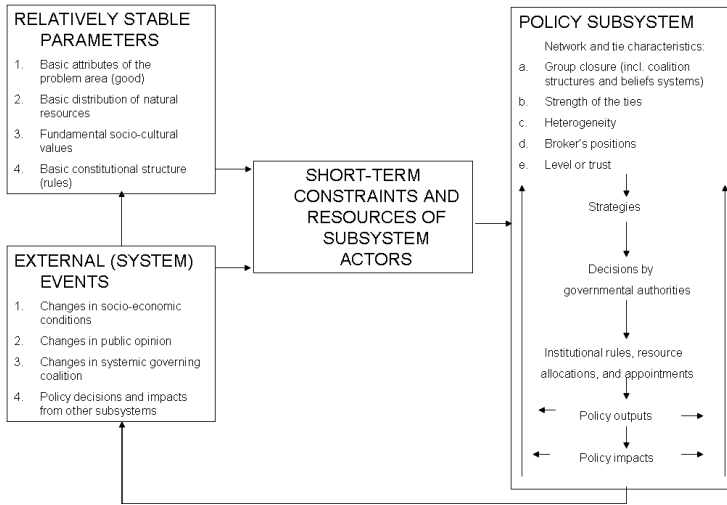 RELATIVELY STABLE
PARAMETERS
1. Basic attributes of the
problem area (good)
2. Basic distribution of natural
resources
3. Fundamental socio-cultural
values
4. Basic constitutional structure
(rules)
EXTERNAL (SYSTEM)
EVENTS
1. Changes in socio-economic
conditions
2. Changes in public opinion
3. Changes in systemic governing
coalition
4. Policy decisions and impacts
from other subsystems
SHORT-TERM
CONSTRAINTS AND
RESOURCES OF
SUBSYSTEM
ACTORS
POLICY SUBSYSTEM
Network and tie characteristics:
a. Group closure (incl. coalition
structures and beliefs systems)
b. Strength of the ties
c. Heterogeneity
d. Broker's positions
e. Level or trust
Strategies
Decisions by
governmental authorities
Institutional rules, resource
allocations, and appointments
Policy outputs
Policy impacts